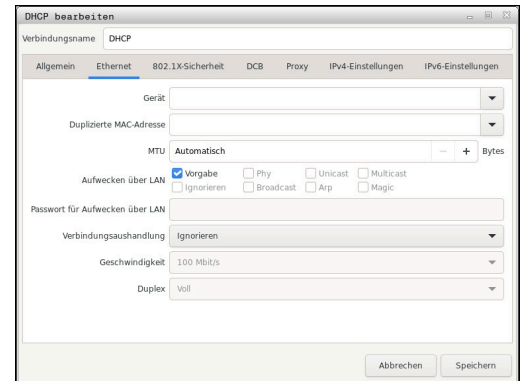 DHCP bearbeiten
Verbindungsname DHCP
Allgemein Ethernet 802.1X-Sicherheit DCB Proxy IPv4-Einstellungen IPv6-Einstellungen
Gerät
Duplizierte MAC-Adresse
MTU Automatisch − + Bytes
Aufwecken über LAN Vorgabe Phy Unicast Multicast
Ignorieren Broadcast Arp Magic
Passwort für Aufwecken über LAN
Verbindungsaushandlung Ignorieren
Geschwindigkeit 100 Mbit/s
Duplex Voll
Abbrechen Speichern